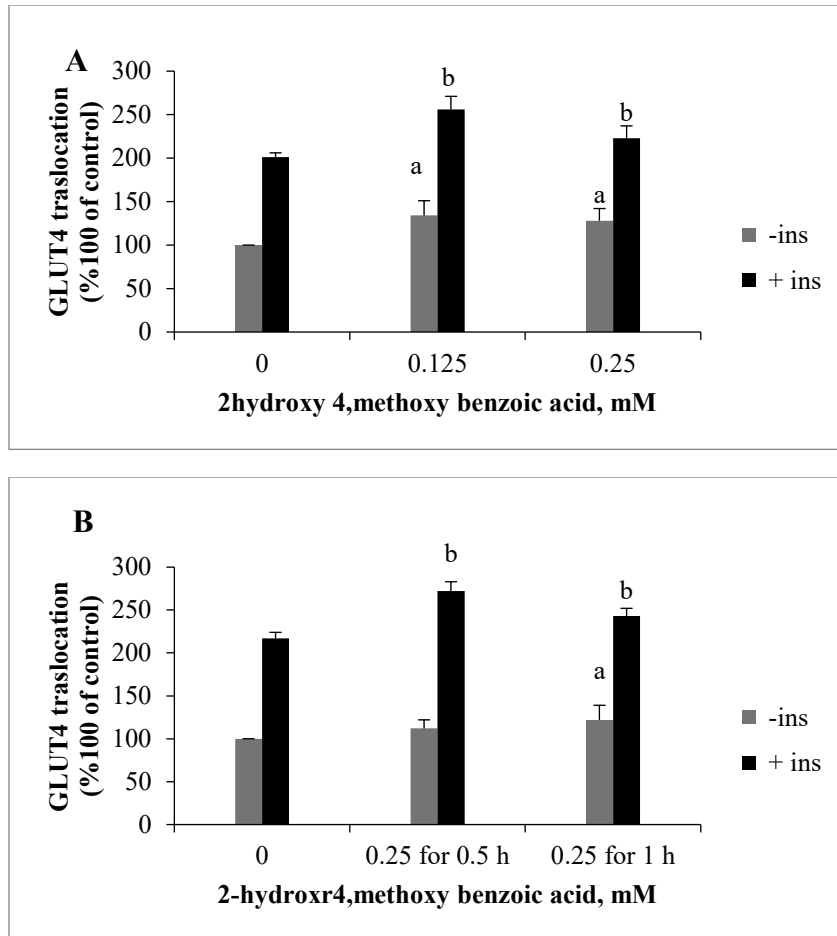 A
GLUT4 traslocation
(%100 of control)
300
250
200
150
100
50
0
b
b
a
a
-ins
+ ins
0
0.125
0.25
2hydroxy 4,methoxy benzoic acid, mM
B
GLUT4 traslocation
(%100 of control)
300
250
200
150
100
50
0
b
b
a
-ins
+ ins
0
0.25 for 0.5 h
0.25 for 1 h
2-hydroxr4,methoxy benzoic acid, mM